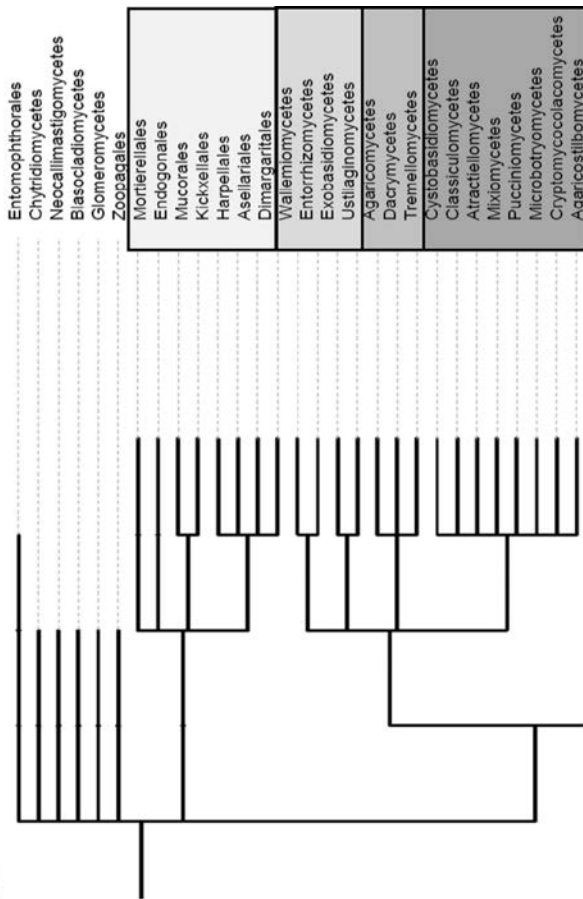 Entomophthorales
Chytridiomycetes
Neocallimastigomycetes
Blasocladiomycetes
Glomeromycetes
Zoopagales
Mortierellales
Endogonales
Mucorales
Kickxellales
Harpellales
Asellariales
Dimargaritales
Wallemiomycetes
Entorrhizomycetes
Exobasidiomycetes
Ustilaginomycetes
Agaricomycetes
Dacrymycetes
Tremellomycetes
Cystobasidiomycetes
Classiculomycetes
Atractiellomycetes
Mixiomycetes
Pucciniomycetes
Microbotryomycetes
Cryptomycocolacomycetes
Agaricostilbomycetes